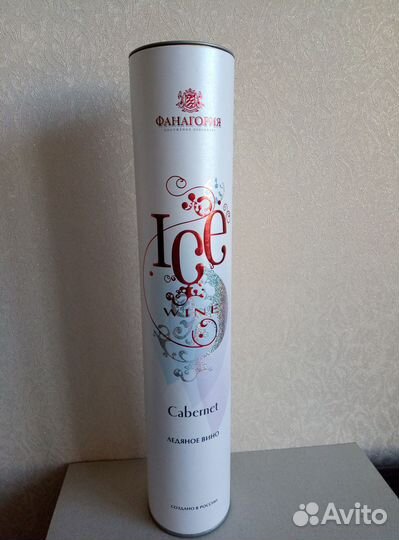 ФАНАГОРИЯ
Ice
WINE
Cabernet
ЛЕДЯНОЕ ВИНО
СОЗДАНО В РОССИИ
Avito